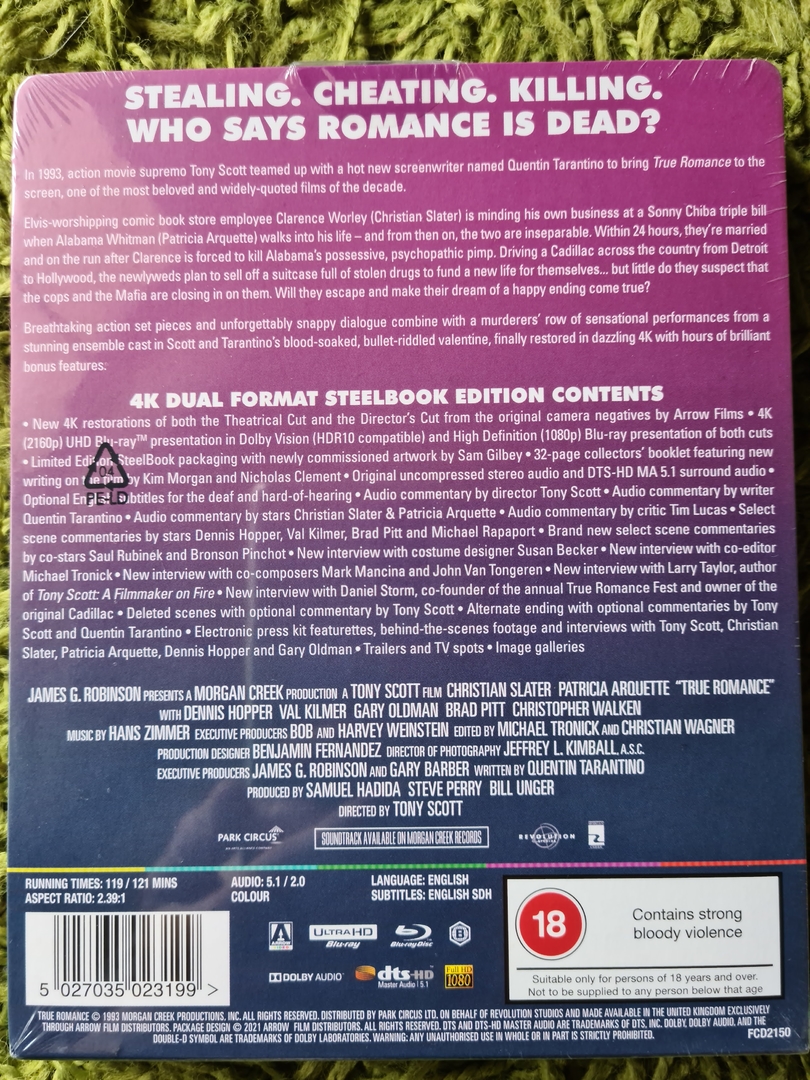 STEALING. CHEATING. KILLING.
WHO SAYS ROMANCE IS DEAD?
In 1993, action movie supremo Tony Scott teamed up with a hot new screenwriter named Quentin Tarantino to bring True Romance to the
screen, one of the most beloved and widely-quoted films of the decade.
Elvis-worshipping comic book store employee Clarence Worley (Christian Slater) is minding his own business at a Sonny Chiba triple bill
when Alabama Whitman (Patricia Arquette) walks into his life – and from then on, the two are inseparable. Within 24 hours, they're married
and on the run after Clarence is forced to kill Alabama's possessive, psychopathic pimp. Driving a Cadillac across the country from Detroit
to Hollywood, the newlyweds plan to sell off a suitcase full of stolen drugs to fund a new life for themselves... but little do they suspect that
the cops and the Mafia are closing in on them. Will they escape and make their dream of a happy ending come true?
Breathtaking action set pieces and unforgettably snappy dialogue combine with a murderers' row of sensational performances from a
stunning ensemble cast in Scott and Tarantino's blood-soaked, bullet-riddled valentine, finally restored in dazzling 4K with hours of brilliant
bonus features.
4K DUAL FORMAT STEELBOOK EDITION CONTENTS
• New 4K restorations of both the Theatrical Cut and the Director's Cut from the original camera negatives by Arrow Films • 4K
(2160p) UHD Blu-ray™ presentation in Dolby Vision (HDR10 compatible) and High Definition (1080p) Blu-ray presentation of both cuts
• Limited Edition SteelBook packaging with newly commissioned artwork by Sam Gilbey • 32-page collectors' booklet featuring new
writing on the film by Kim Morgan and Nicholas Clement • Original uncompressed stereo audio and DTS-HD MA 5.1 surround audio •
Optional English subtitles for the deaf and hard-of-hearing • Audio commentary by director Tony Scott • Audio commentary by writer
Quentin Tarantino • Audio commentary by stars Christian Slater & Patricia Arquette • Audio commentary by critic Tim Lucas • Select
scene commentaries by stars Dennis Hopper, Val Kilmer, Brad Pitt and Michael Rapaport • Brand new select scene commentaries
by co-stars Saul Rubinek and Bronson Pinchot • New interview with costume designer Susan Becker • New interview with co-editor
Michael Tronick • New interview with co-composers Mark Mancina and John Van Tongeren • New interview with Larry Taylor, author
of Tony Scott: A Filmmaker on Fire • New interview with Daniel Storm, co-founder of the annual True Romance Fest and owner of the
original Cadillac • Deleted scenes with optional commentary by Tony Scott • Alternate ending with optional commentaries by Tony
Scott and Quentin Tarantino • Electronic press kit featurettes, behind-the-scenes footage and interviews with Tony Scott, Christian
Slater, Patricia Arquette, Dennis Hopper and Gary Oldman • Trailers and TV spots • Image galleries
04
JAMES G. ROBINSON PRESENTS A MORGAN CREEK PRODUCTION A TONY SCOTT FILM CHRISTIAN SLATER PATRICIA ARQUETTE "TRUE ROMANCE"
WITH DENNIS HOPPER VAL KILMER GARY OLDMAN BRAD PITT CHRISTOPHER WALKEN
MUSIC BY HANS ZIMMER EXECUTIVE PRODUCERS BOB AND HARVEY WEINSTEIN EDITED BY MICHAEL TRONICK AND CHRISTIAN WAGNER
PRODUCTION DESIGNER BENJAMIN FERNANDEZ DIRECTOR OF PHOTOGRAPHY JEFFREY L. KIMBALL, A.S.C.
EXECUTIVE PRODUCERS JAMES G. ROBINSON AND GARY BARBER WRITTEN BY QUENTIN TARANTINO
PRODUCED BY SAMUEL HADIDA STEVE PERRY BILL UNGER
DIRECTED BY TONY SCOTT
PARK CIRCUS
SOUNDTRACK AVAILABLE ON MORGAN CREEK RECORDS
REVOLUTION
RUNNING TIMES: 119 / 121 MINS
ASPECT RATIO: 2.39:1
AUDIO: 5.1 / 2.0
COLOUR
LANGUAGE: ENGLISH
SUBTITLES: ENGLISH SDH
5 027035 023199 >
ARROW
ULTRA HD
Blu-ray
Blu-ray Disc
B
DOLBY AUDIO™
dts-HD
Master Audio | 5.1
Full HD
1080
18
Contains strong
bloody violence
Suitable only for persons of 18 years and over.
Not to be supplied to any person below that age
TRUE ROMANCE © 1993 MORGAN CREEK PRODUCTIONS, INC. ALL RIGHTS RESERVED. DISTRIBUTED BY PARK CIRCUS LTD. ON BEHALF OF REVOLUTION STUDIOS AND MADE AVAILABLE IN THE UNITED KINGDOM EXCLUSIVELY
THROUGH ARROW FILM DISTRIBUTORS. PACKAGE DESIGN © 2021 ARROW FILM DISTRIBUTORS. ALL RIGHTS RESERVED. DTS AND DTS-HD MASTER AUDIO ARE TRADEMARKS OF DTS, INC. DOLBY, DOLBY AUDIO, AND THE
DOUBLE-D SYMBOL ARE TRADEMARKS OF DOLBY LABORATORIES. WARNING: ANY UNAUTHORISED USE IN WHOLE OR IN PART IS STRICTLY PROHIBITED.
FCD2150